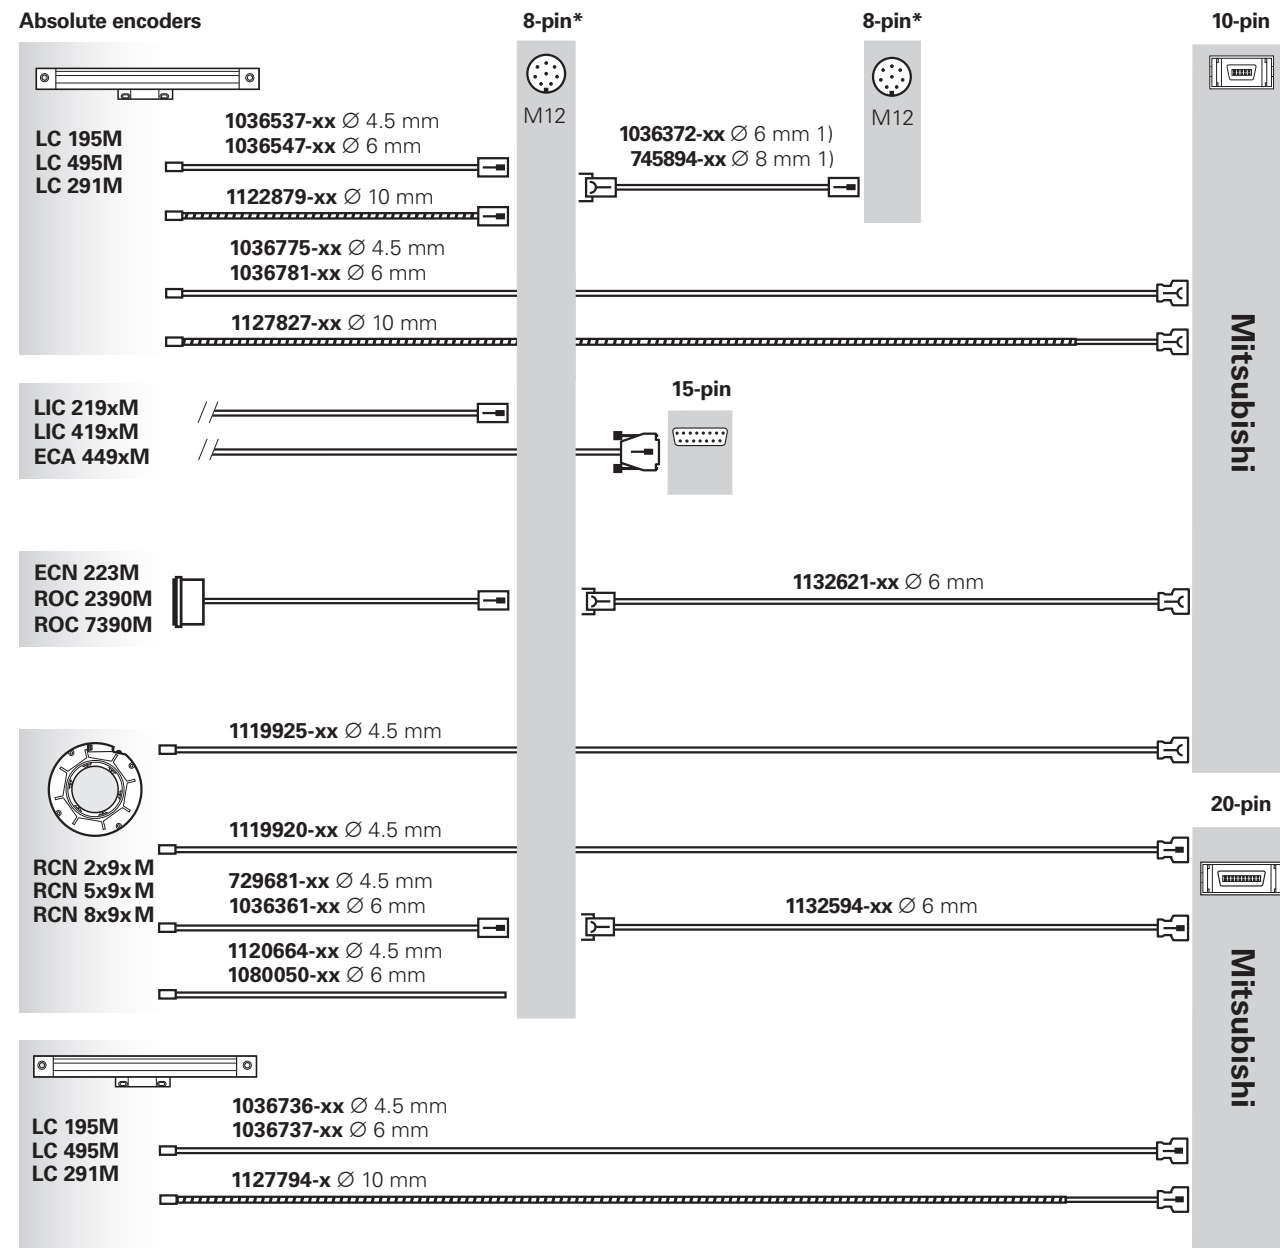 Absolute encoders
8-pin*
8-pin*
10-pin
M12
M12
LC 195M
LC 495M
LC 291M
1036537-xx Ø 4.5 mm
1036547-xx Ø 6 mm
1122879-xx Ø 10 mm
1036372-xx Ø 6 mm 1)
745894-xx Ø 8 mm 1)
1036775-xx Ø 4.5 mm
1036781-xx Ø 6 mm
1127827-xx Ø 10 mm
Mitsubishi
LIC 219xM
LIC 419xM
ECA 449xM
15-pin
ECN 223M
ROC 2390M
ROC 7390M
1132621-xx Ø 6 mm
1119925-xx Ø 4.5 mm
20-pin
1119920-xx Ø 4.5 mm
RCN 2x9x M
RCN 5x9x M
RCN 8x9x M
729681-xx Ø 4.5 mm
1036361-xx Ø 6 mm
1132594-xx Ø 6 mm
1120664-xx Ø 4.5 mm
1080050-xx Ø 6 mm
Mitsubishi
LC 195M
LC 495M
LC 291M
1036736-xx Ø 4.5 mm
1036737-xx Ø 6 mm
1127794-x Ø 10 mm